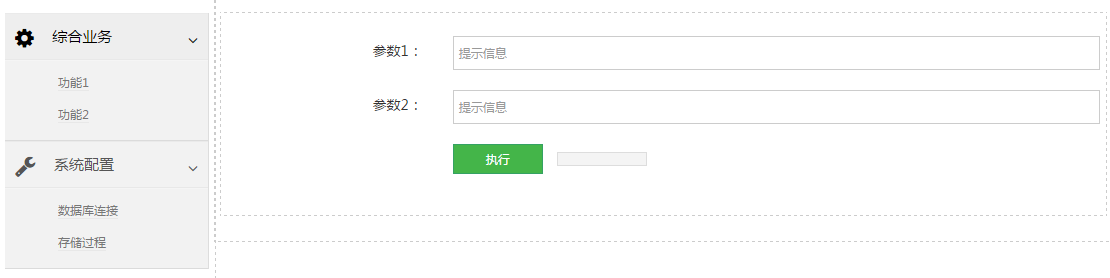 综合业务
功能1
功能2
系统配置
数据库连接
存储过程
参数1：
提示信息
参数2：
提示信息
执行